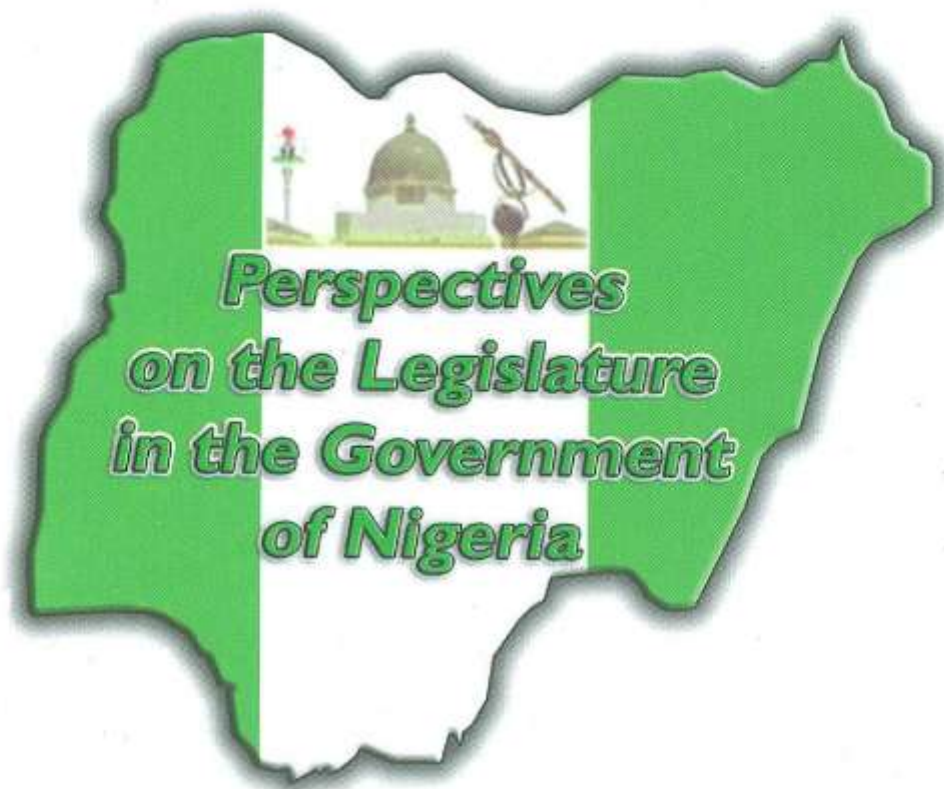 Perspectives
on the Legislature
in the Government
of Nigeria